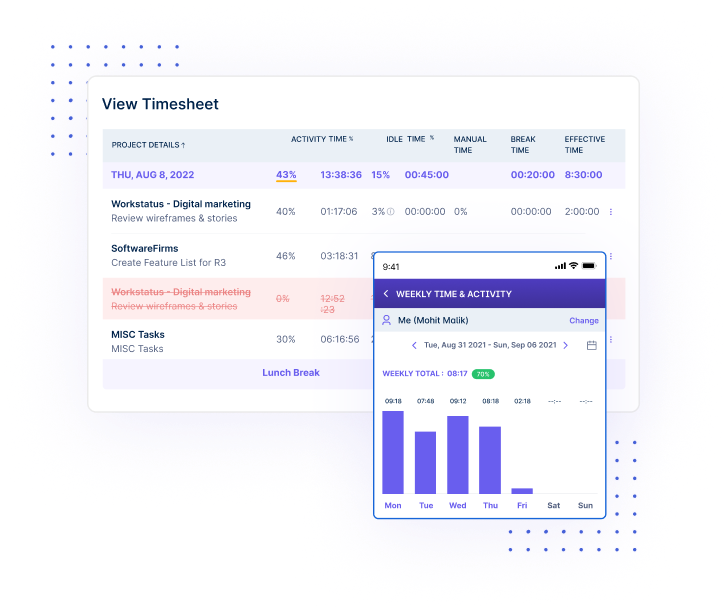 View Timesheet
PROJECT DETAILS ↑ ACTIVITY TIME % IDLE TIME % MANUAL TIME BREAK TIME EFFECTIVE TIME
THU, AUG 8, 2022 43% 13:38:36 15% 00:45:00 00:20:00 8:30:00
Workstatus - Digital marketing
Review wireframes & stories 40% 01:17:06 3% 00:00:00 0% 00:00:00 2:00:00
SoftwareFirms
Create Feature List for R3 46% 03:18:31
Workstatus - Digital marketing
Review wireframes & stories 0% 12:52:23
MISC Tasks
MISC Tasks 30% 06:16:56
Lunch Break
9:41
WEEKLY TIME & ACTIVITY
Me (Mohit Malik) Change
Tue, Aug 31 2021 - Sun, Sep 06 2021
WEEKLY TOTAL : 08:17 70%
09:18 07:48 09:12 08:18 02:18 --:-- --:--
Mon Tue Wed Thu Fri Sat Sun